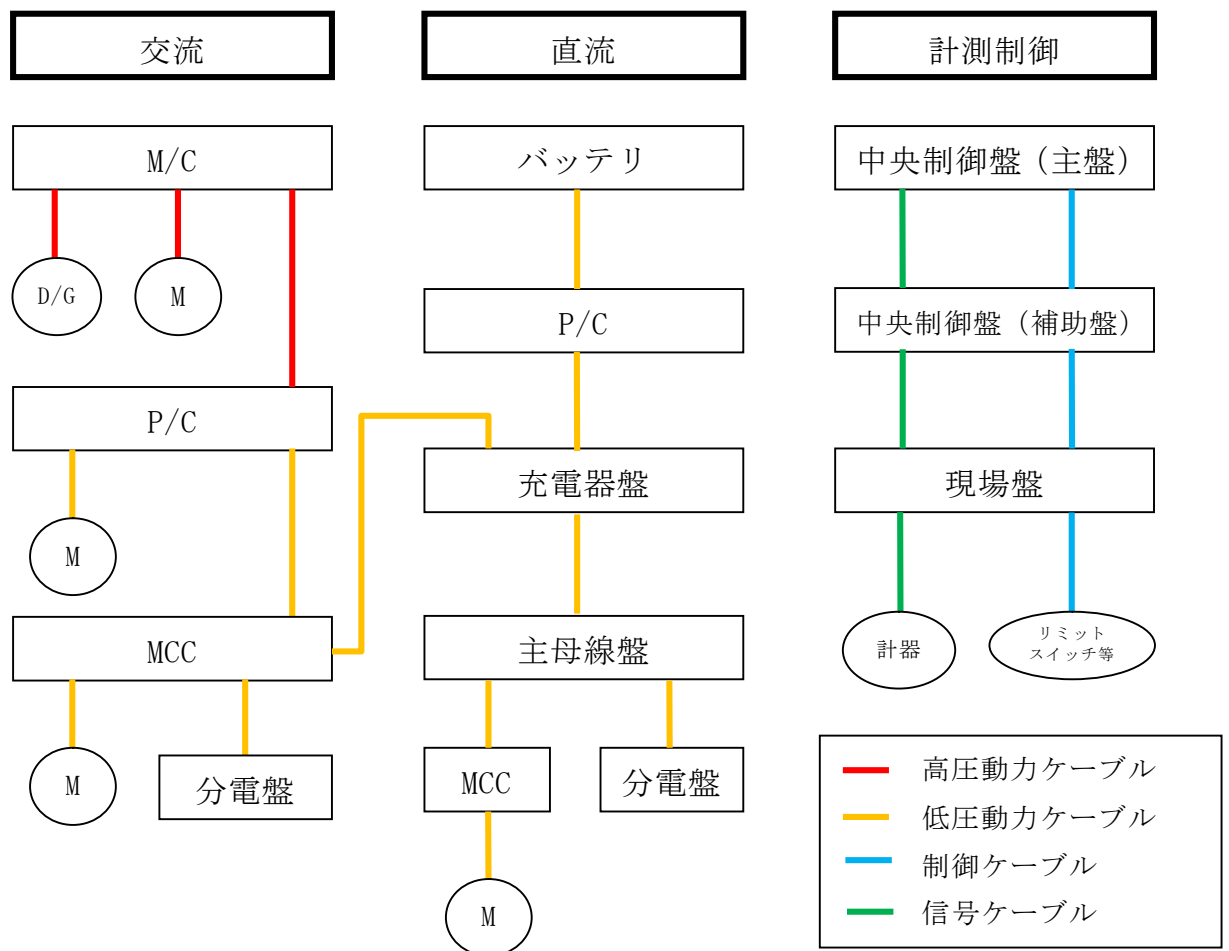 交流
M/C
D/G
M
P/C
M
MCC
M
分電盤
直流
バッテリ
P/C
充電器盤
主母線盤
MCC
分電盤
M
計測制御
中央制御盤（主盤）
中央制御盤（補助盤）
現場盤
計器
リミット
スイッチ等
高圧動力ケーブル
低圧動力ケーブル
制御ケーブル
信号ケーブル